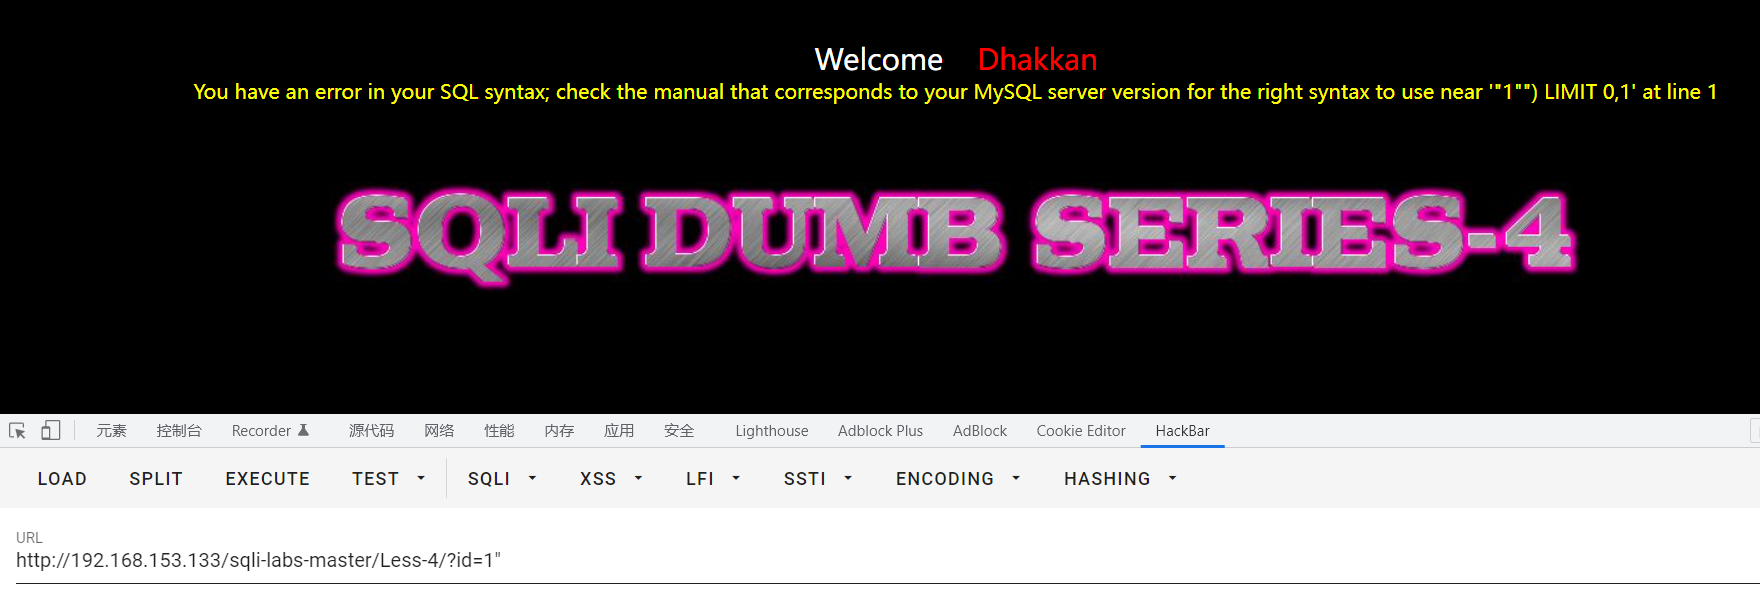 Welcome Dhakkan
You have an error in your SQL syntax; check the manual that corresponds to your MySQL server version for the right syntax to use near '"1"") LIMIT 0,1' at line 1
SQLI DUMB SERIES-4
元素 控制台 Recorder 源代码 网络 性能 内存 应用 安全 Lighthouse Adblock Plus AdBlock Cookie Editor HackBar
LOAD SPLIT EXECUTE TEST SQLI XSS LFI SSTI ENCODING HASHING
URL
http://192.168.153.133/sqli-labs-master/Less-4/?id=1"